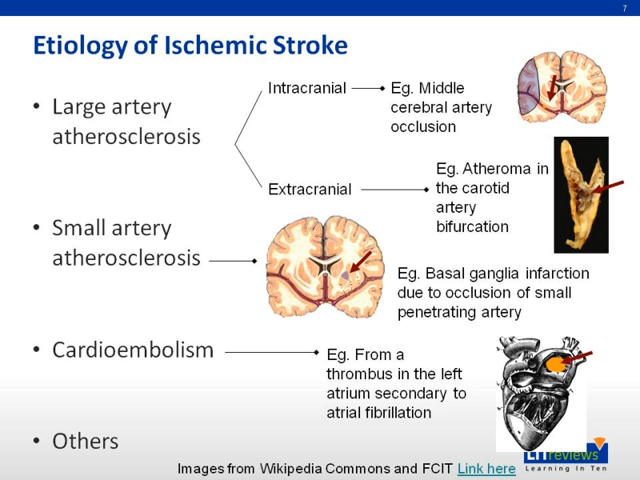 7
Etiology of Ischemic Stroke
• Large artery
atherosclerosis
Intracranial
Eg. Middle
cerebral artery
occlusion
Extracranial
Eg. Atheroma in
the carotid
artery
bifurcation
• Small artery
atherosclerosis
Eg. Basal ganglia infarction
due to occlusion of small
penetrating artery
• Cardioembolism
Eg. From a
thrombus in the left
atrium secondary to
atrial fibrillation
• Others
reviews
Learning In Ten
Images from Wikipedia Commons and FCIT Link here